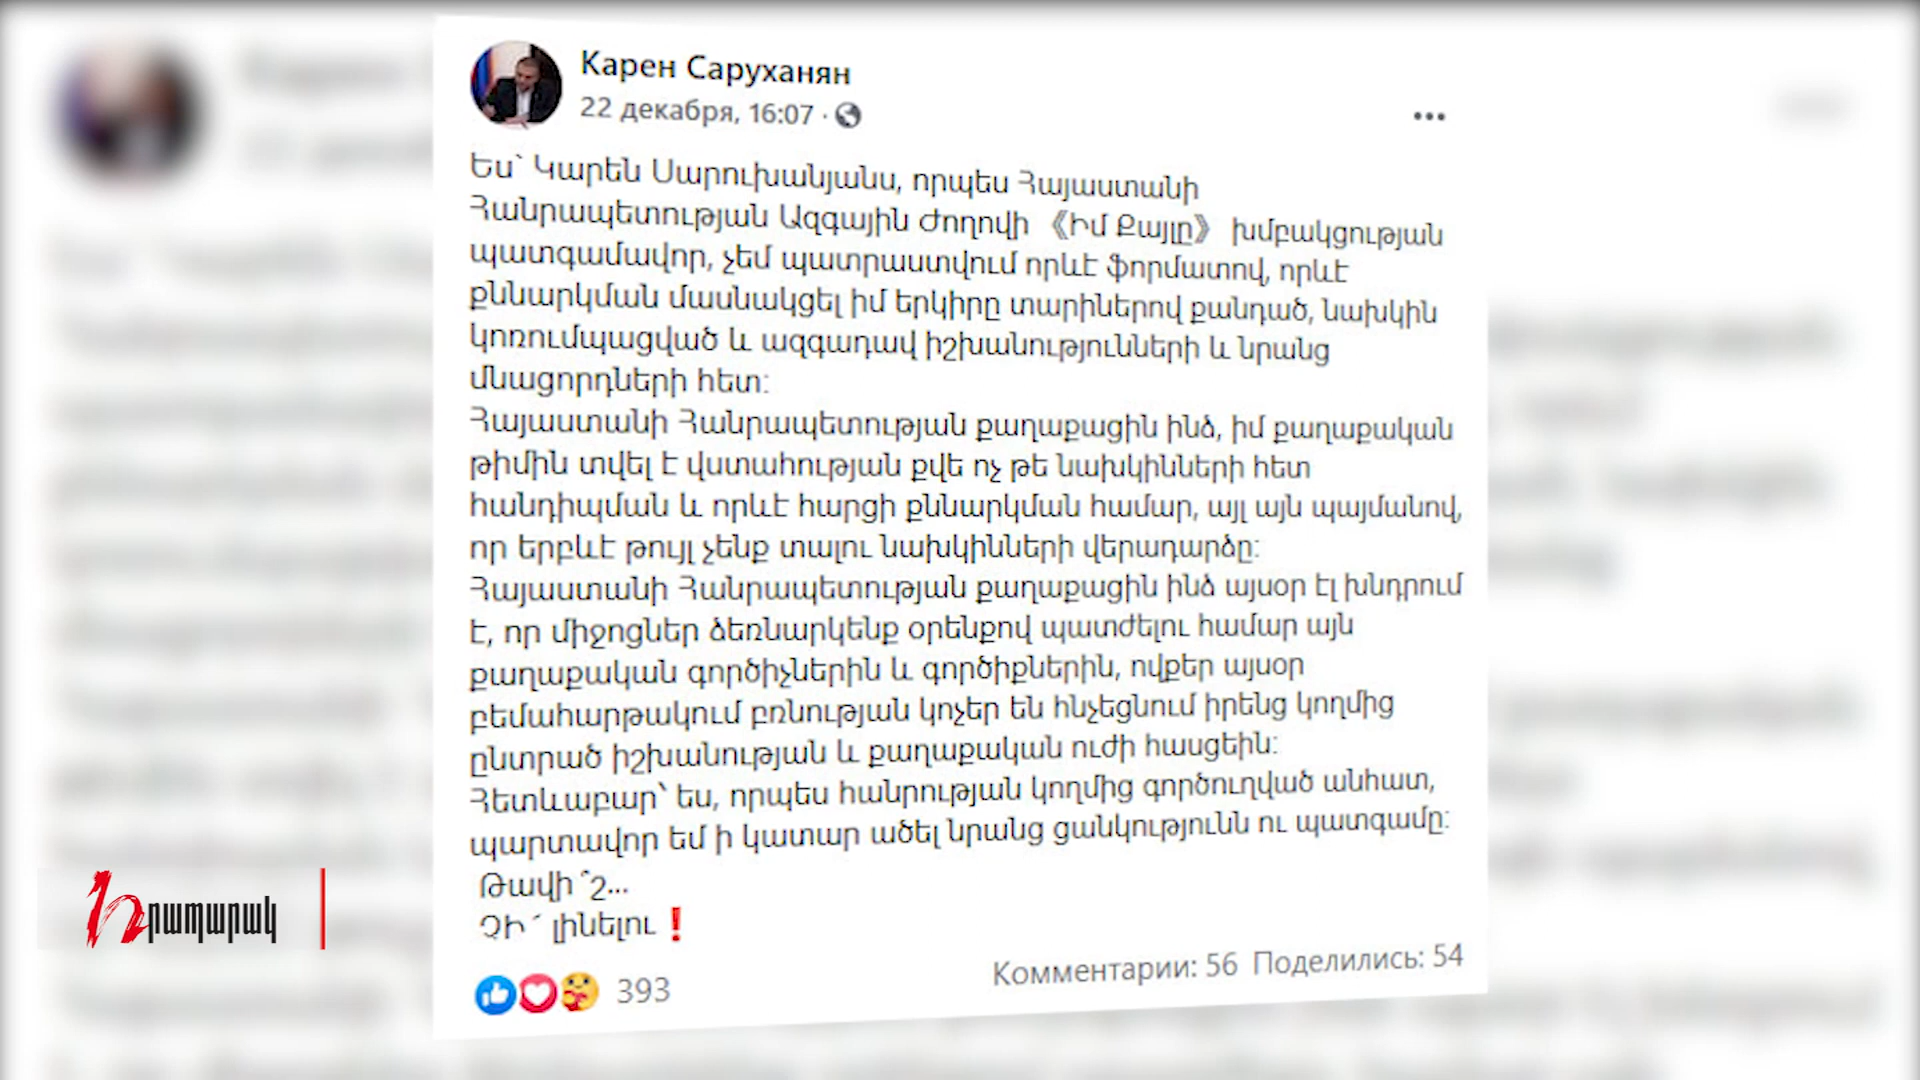 Карен Саруханян
22 декабря, 16:07 ·
Ես՝ Կարեն Սարուխանյանս, որպես Հայաստանի
Հանրապետության Ազգային Ժողովի 《Իմ Քայլը》 խմբակցության
պատգամավոր, չեմ պատրաստվում որևէ ֆորմատով, որևէ
քննարկման մասնակցել իմ երկիրը տարիներով քանդած, նախկին
կոռումպացված և ազգադավ իշխանությունների և նրանց
մնացորդների հետ:
Հայաստանի Հանրապետության քաղաքացին ինձ, իմ քաղաքական
թիմին տվել է վստահության քվե ոչ թե նախկինների հետ
հանդիպման և որևէ հարցի քննարկման համար, այլ այն պայմանով,
որ երբևէ թույլ չենք տալու նախկինների վերադարձը:
Հայաստանի Հանրապետության քաղաքացին ինձ այսօր էլ խնդրում
է, որ միջոցներ ձեռնարկենք օրենքով պատժելու համար այն
քաղաքական գործիչներին և գործիքներին, ովքեր այսօր
բեմահարթակում բռնության կոչեր են հնչեցնում իրենց կողմից
ընտրած իշխանության և քաղաքական ուժի հասցեին:
Հետևաբար՝ ես, որպես հանրության կողմից գործուղված անհատ,
պարտավոր եմ ի կատար ածել նրանց ցանկությունն ու պատգամը:
Թավի ՞շ...
ՉԻ ՛ լինելու❗
393
Комментарии: 56 Поделились: 54
Հրապարակ